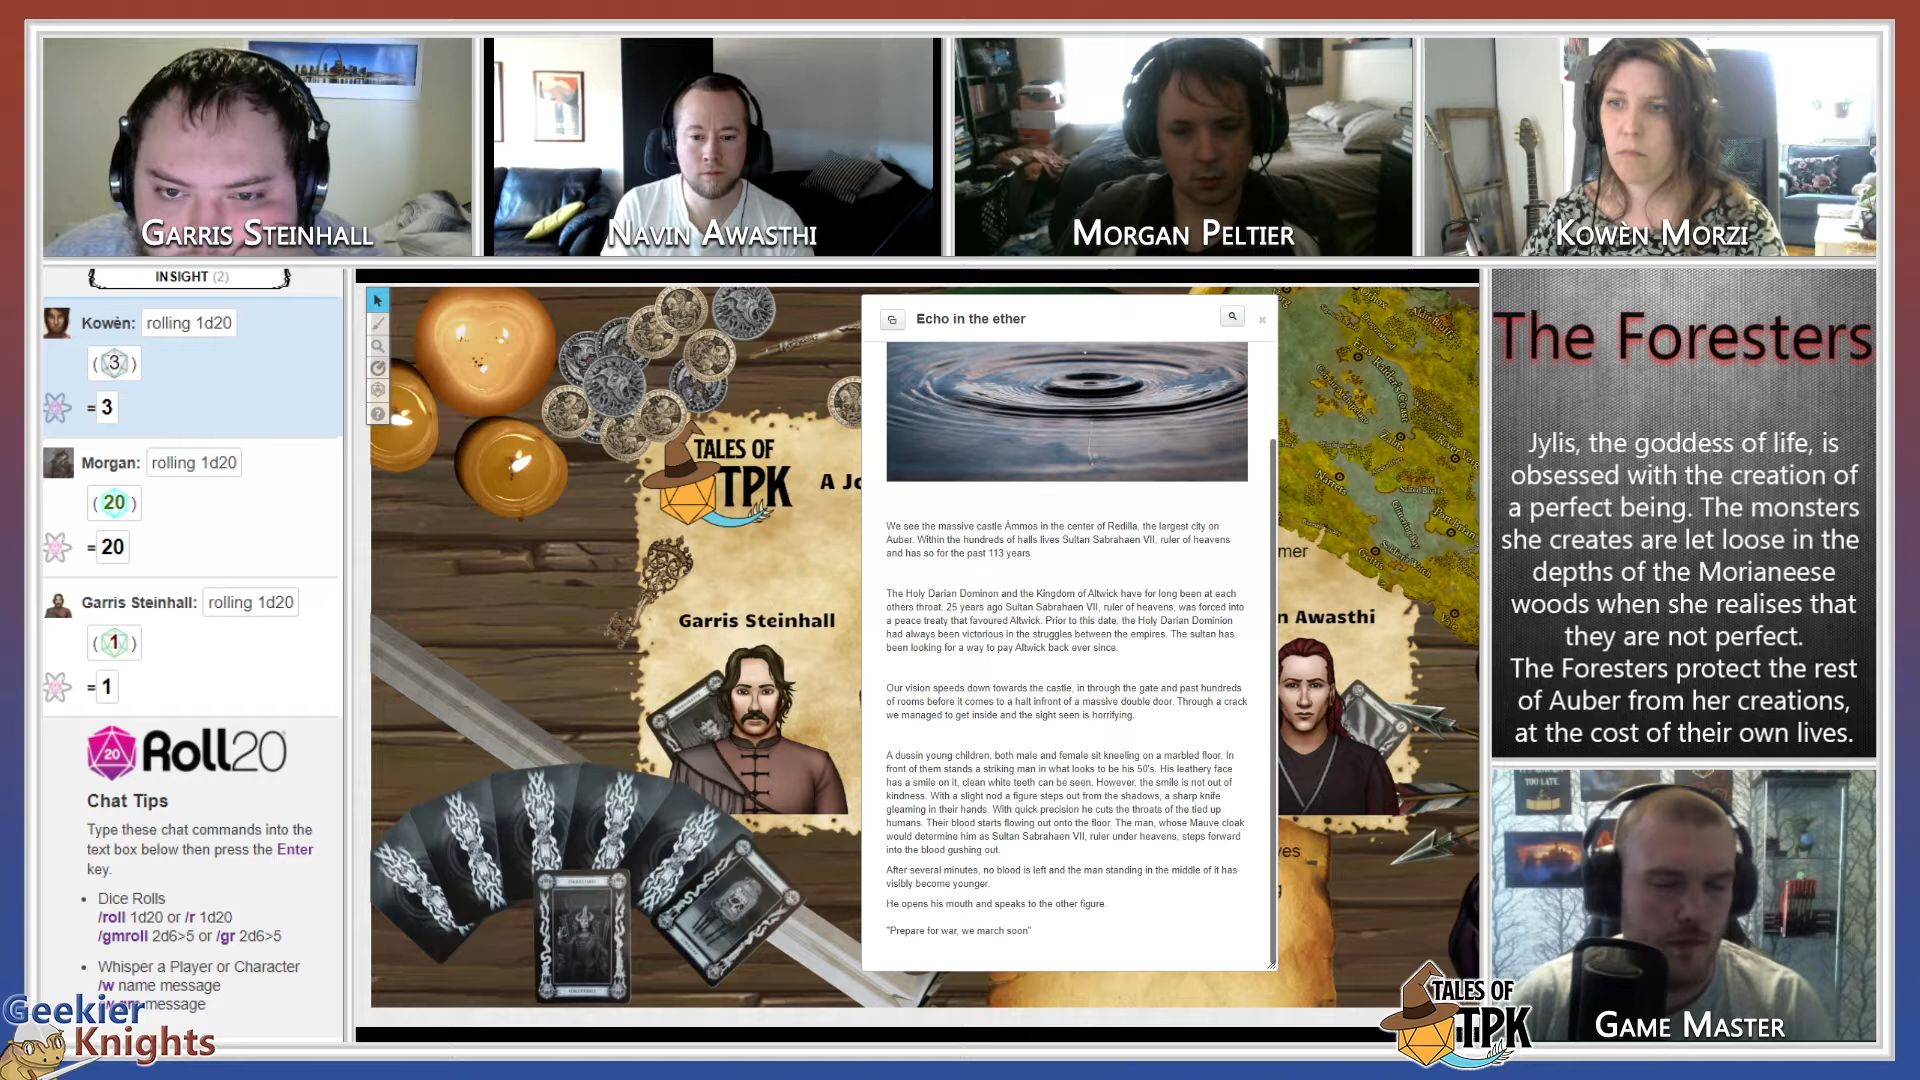 GARRIS STEINHALL
NAVIN AWASTHI
MORGAN PELTIER
KOWÈN MORZI
INSIGHT (2)
Kowèn: rolling 1d20
(3)
= 3
Morgan: rolling 1d20
(20)
= 20
Garris Steinhall: rolling 1d20
(1)
= 1
20
Roll20
Chat Tips
Type these chat commands into the
text box below then press the Enter
key.
• Dice Rolls
/roll 1d20 or /r 1d20
/gmroll 2d6>5 or /gr 2d6>5
• Whisper a Player or Character
/w name message
message
Geekier
Knights
TALES OF
TPK
A Jo
Garris Steinhall
Echo in the ether
We see the massive castle Ámmos in the center of Redilla, the largest city on
Auber. Within the hundreds of halls lives Sultan Sabrahaen VII, ruler of heavens
and has so for the past 113 years.
The Holy Darian Dominon and the Kingdom of Altwick have for long been at each
others throat. 25 years ago Sultan Sabrahaen VII, ruler of heavens, was forced into
a peace treaty that favoured Altwick. Prior to this date, the Holy Darian Dominion
had always been victorious in the struggles between the empires. The sultan has
been looking for a way to pay Altwick back ever since.
Our vision speeds down towards the castle, in through the gate and past hundreds
of rooms before it comes to a halt infront of a massive double door. Through a crack
we managed to get inside and the sight seen is horrifying.
A dussin young children, both male and female sit kneeling on a marbled floor. In
front of them stands a striking man in what looks to be his 50's. His leathery face
has a smile on it, clean white teeth can be seen. However, the smile is not out of
kindness. With a slight nod a figure steps out from the shadows, a sharp knife
gleaming in their hands. With quick precision he cuts the throats of the tied up
humans. Their blood starts flowing out onto the floor. The man, whose Mauve cloak
would determine him as Sultan Sabrahaen VII, ruler under heavens, steps forward
into the blood gushing out.
After several minutes, no blood is left and the man standing in the middle of it has
visibly become younger.
He opens his mouth and speaks to the other figure.
"Prepare for war, we march soon"
mer
n Awasthi
es
The Foresters
Jylis, the goddess of life, is
obsessed with the creation of
a perfect being. The monsters
she creates are let loose in the
depths of the Morianeese
woods when she realises that
they are not perfect.
The Foresters protect the rest
of Auber from her creations,
at the cost of their own lives.
TOO LATE.
TALES OF
TPK
GAME MASTER